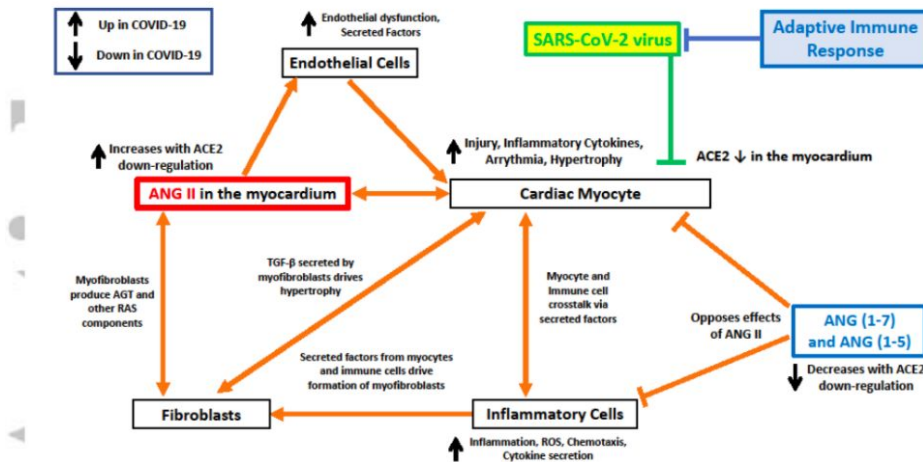 Up in COVID-19
Down in COVID-19
Endothelial dysfunction,
Secreted Factors
Endothelial Cells
SARS-CoV-2 virus
Adaptive Immune
Response
Increases with ACE2
down-regulation
ANG II in the myocardium
Injury, Inflammatory Cytokines,
Arrythmia, Hypertrophy
Cardiac Myocyte
ACE2 ↓ in the myocardium
Myofibroblasts
produce AGT and
other RAS
components
TGF-β secreted by
myofibroblasts drives
hypertrophy
Myocyte and
Immune cell
crosstalk via
secreted factors
Opposes effects
of ANG II
ANG (1-7)
and ANG (1-5)
Decreases with ACE2
down-regulation
Secreted factors from myocytes
and immune cells drive
formation of myofibroblasts
Fibroblasts
Inflammatory Cells
Inflammation, ROS, Chemotaxis,
Cytokine secretion